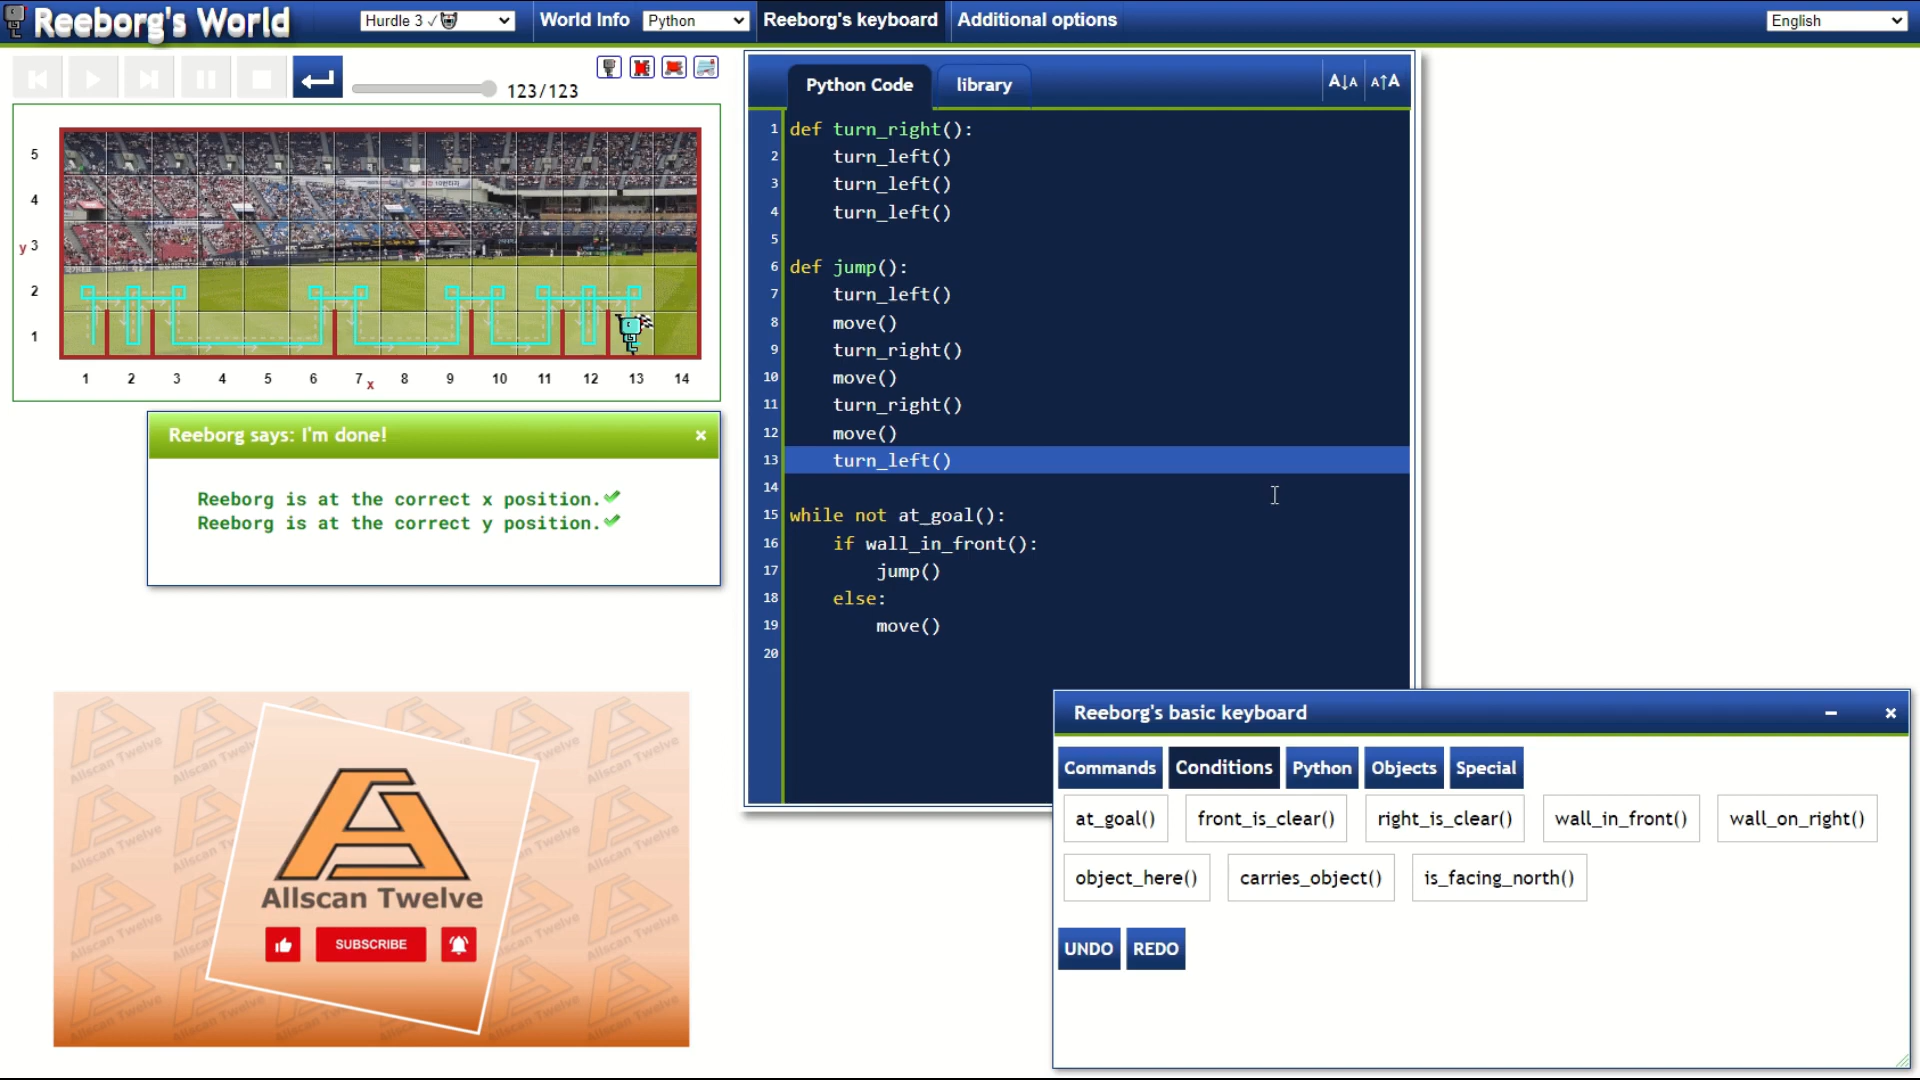 Reeborg's World
Hurdle 3 ✓
World Info
Python
Reeborg's keyboard
Additional options
English
123/123
Python Code
library
A↓A
A↑A
5
4
y 3
2
1
1 2 3 4 5 6 7 x 8 9 10 11 12 13 14
Reeborg says: I'm done!
×
Reeborg is at the correct x position.
Reeborg is at the correct y position.
1 def turn_right():
2     turn_left()
3     turn_left()
4     turn_left()
5
6 def jump():
7     turn_left()
8     move()
9     turn_right()
10     move()
11     turn_right()
12     move()
13     turn_left()
14
15 while not at_goal():
16     if wall_in_front():
17         jump()
18     else:
19         move()
20
Allscan Twelve
SUBSCRIBE
Reeborg's basic keyboard
Commands Conditions Python Objects Special
at_goal() front_is_clear() right_is_clear() wall_in_front() wall_on_right()
object_here() carries_object() is_facing_north()
UNDO REDO